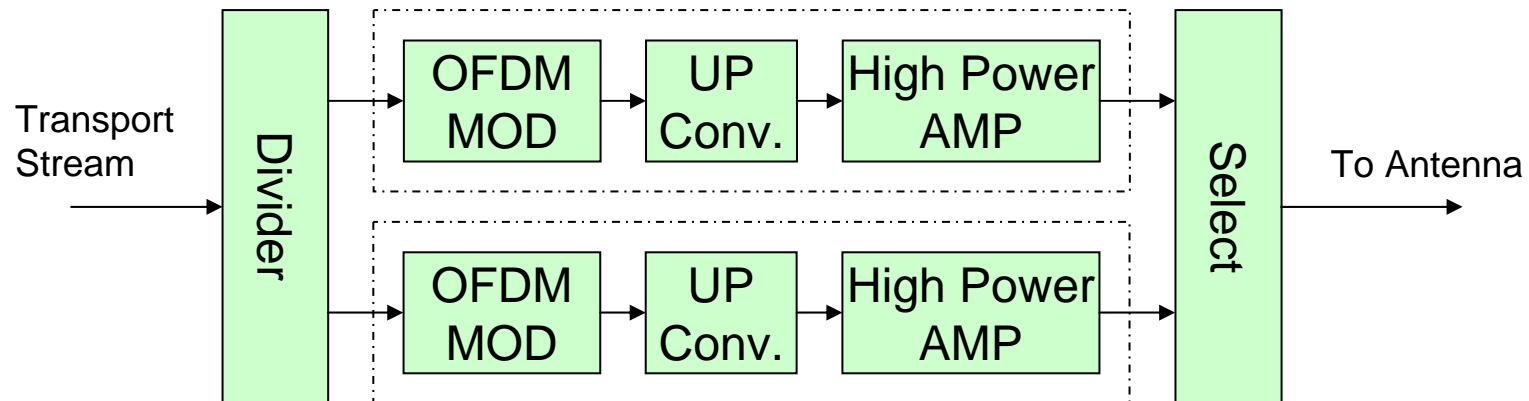 Transport
Stream
Divider
OFDM
MOD
UP
Conv.
High Power
AMP
OFDM
MOD
UP
Conv.
High Power
AMP
Select
To Antenna